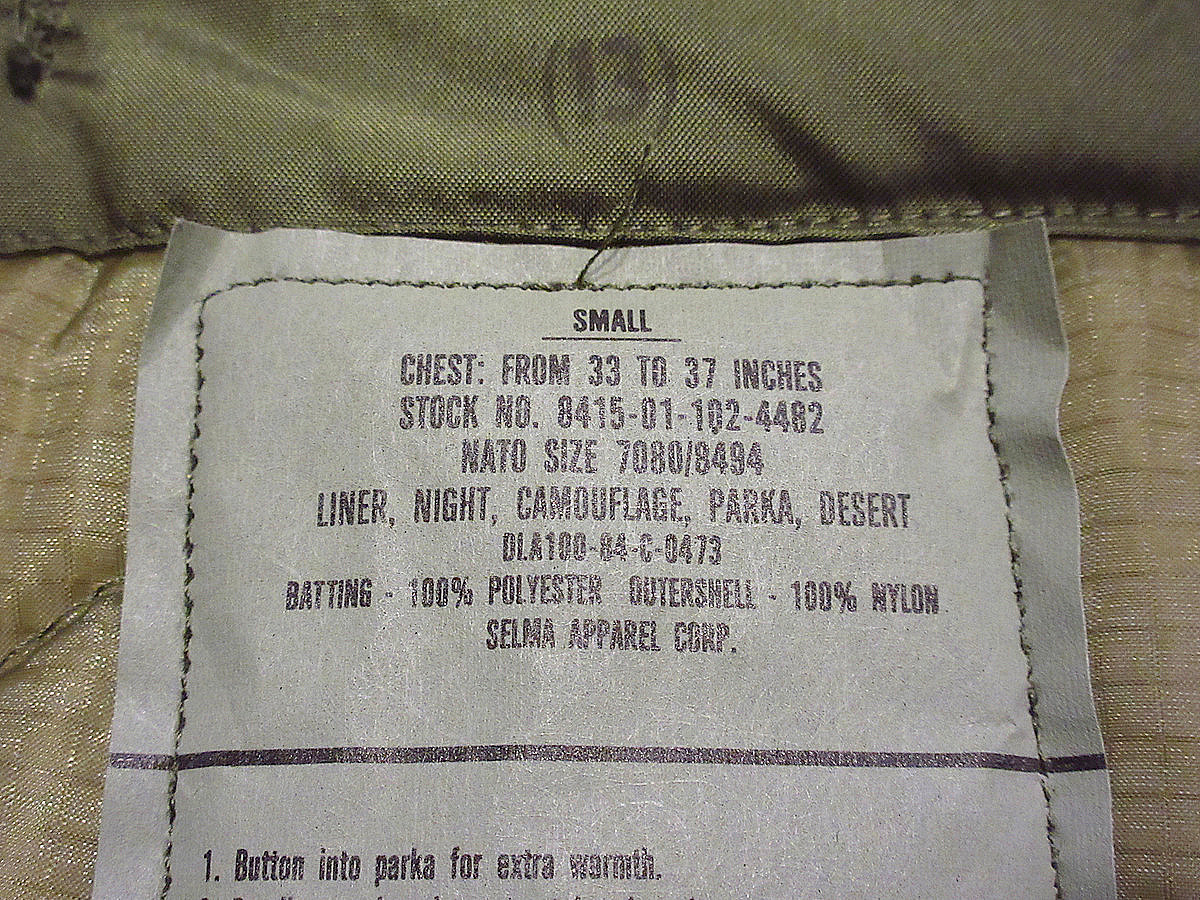 (13)
SMALL
CHEST: FROM 33 TO 37 INCHES
STOCK NO. 8415-01-102-4482
NATO SIZE 7080/8494
LINER, NIGHT, CAMOUFLAGE, PARKA, DESERT
DLA100-84-C-0473
BATTING - 100% POLYESTER OUTERSHELL - 100% NYLON
SELMA APPAREL CORP.
1. Button into parka for extra warmth.